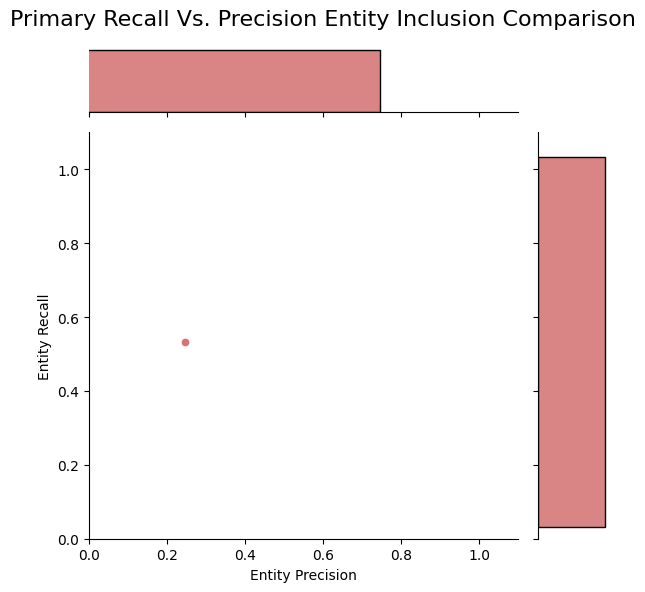 Primary Recall Vs. Precision Entity Inclusion Comparison
1.0
0.8
0.6
0.4
0.2
0.0
Entity Recall
0.0 0.2 0.4 0.6 0.8 1.0
Entity Precision